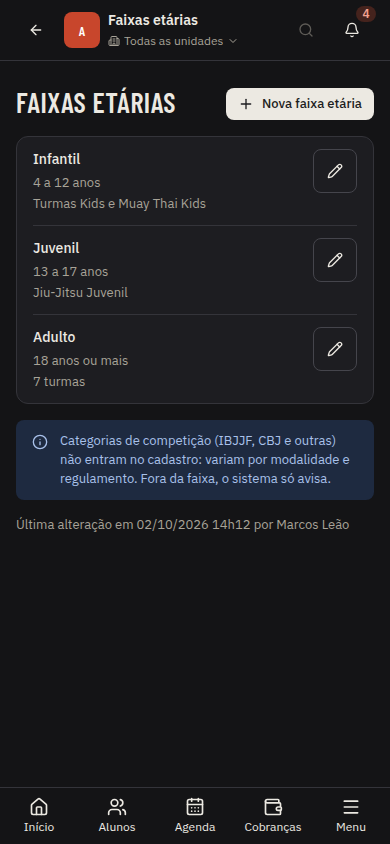 A
Faixas etárias
Todas as unidades
4
FAIXAS ETÁRIAS
Nova faixa etária
Infantil
4 a 12 anos
Turmas Kids e Muay Thai Kids
Juvenil
13 a 17 anos
Jiu-Jitsu Juvenil
Adulto
18 anos ou mais
7 turmas
Categorias de competição (IBJJF, CBJ e outras)
não entram no cadastro: variam por modalidade e
regulamento. Fora da faixa, o sistema só avisa.
Última alteração em 02/10/2026 14h12 por Marcos Leão
Início
Alunos
Agenda
Cobranças
Menu